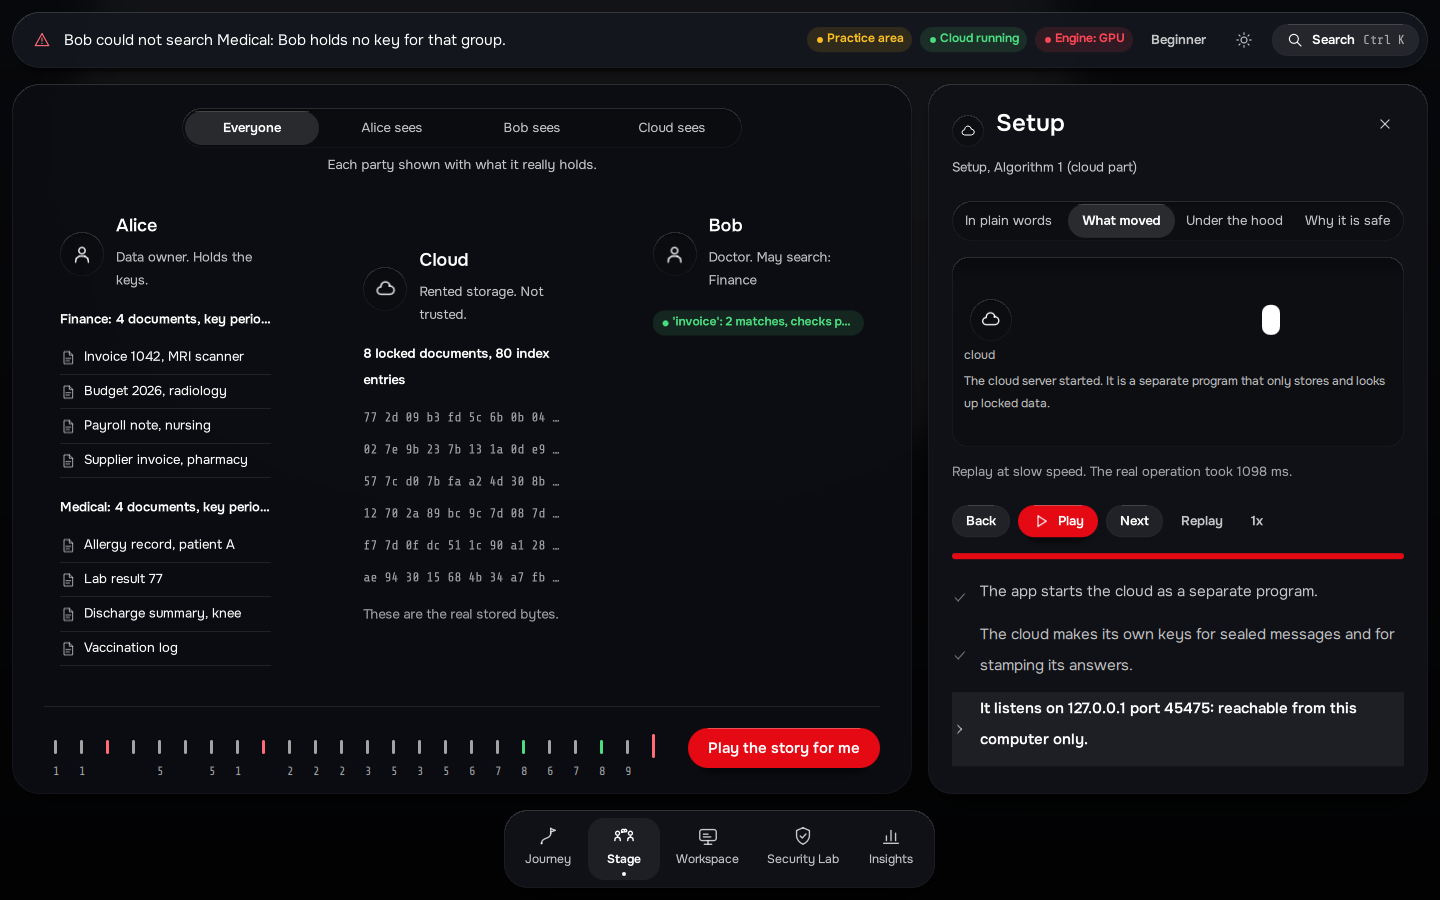 Bob could not search Medical: Bob holds no key for that group.
Practice area
Cloud running
Engine: GPU
Beginner
Search Ctrl K
Everyone
Alice sees
Bob sees
Cloud sees
Each party shown with what it really holds.
Alice
Data owner. Holds the
keys.
Finance: 4 documents, key perio...
Invoice 1042, MRI scanner
Budget 2026, radiology
Payroll note, nursing
Supplier invoice, pharmacy
Medical: 4 documents, key perio...
Allergy record, patient A
Lab result 77
Discharge summary, knee
Vaccination log
Cloud
Rented storage. Not
trusted.
8 locked documents, 80 index
entries
77 2d 09 b3 fd 5c 6b 0b 04 …
02 7e 9b 23 7b 13 1a 0d e9 …
57 7c d0 7b fa a2 4d 30 8b …
12 70 2a 89 bc 9c 7d 08 7d …
f7 7d 0f dc 51 1c 90 a1 28 …
ae 94 30 15 68 4b 34 a7 fb …
These are the real stored bytes.
Bob
Doctor. May search:
Finance
'invoice': 2 matches, checks p...
1 1 5 5 1 2 2 2 3 5 3 5 6 7 8 6 7 8 9
Play the story for me
Setup
Setup, Algorithm 1 (cloud part)
In plain words
What moved
Under the hood
Why it is safe
cloud
The cloud server started. It is a separate program that only stores and looks
up locked data.
Replay at slow speed. The real operation took 1098 ms.
Back
Play
Next
Replay
1x
The app starts the cloud as a separate program.
The cloud makes its own keys for sealed messages and for
stamping its answers.
It listens on 127.0.0.1 port 45475: reachable from this
computer only.
Journey
Stage
Workspace
Security Lab
Insights